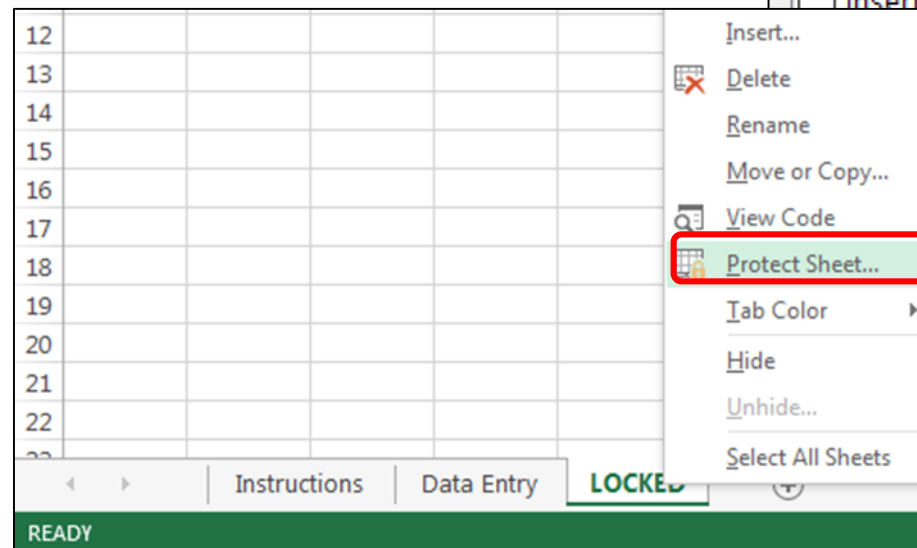 12
13
14
15
16
17
18
19
20
21
22
Insert...
Delete
Rename
Move or Copy...
View Code
Protect Sheet...
Tab Color
Hide
Unhide...
Select All Sheets
Instructions Data Entry LOCKED
READY